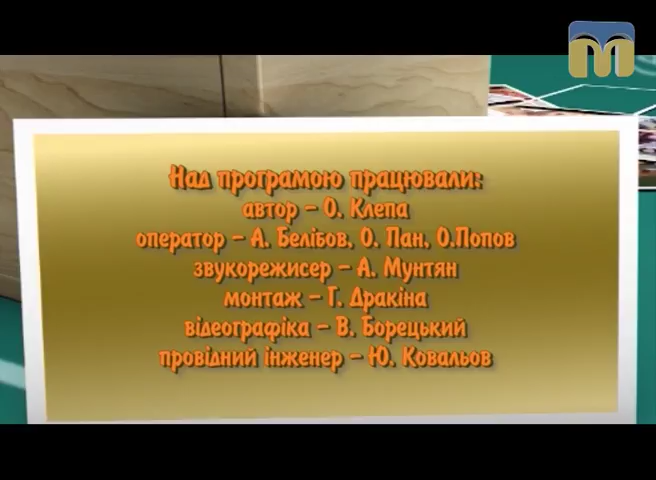 Над програмою працювали:
автор – О. Клепа
оператор – А. Белібов, О. Пан, О.Попов
звукорежисер – А. Мунтян
монтаж – Г. Дракіна
відеографіка – В. Борецький
провідний інженер – Ю. Ковальов